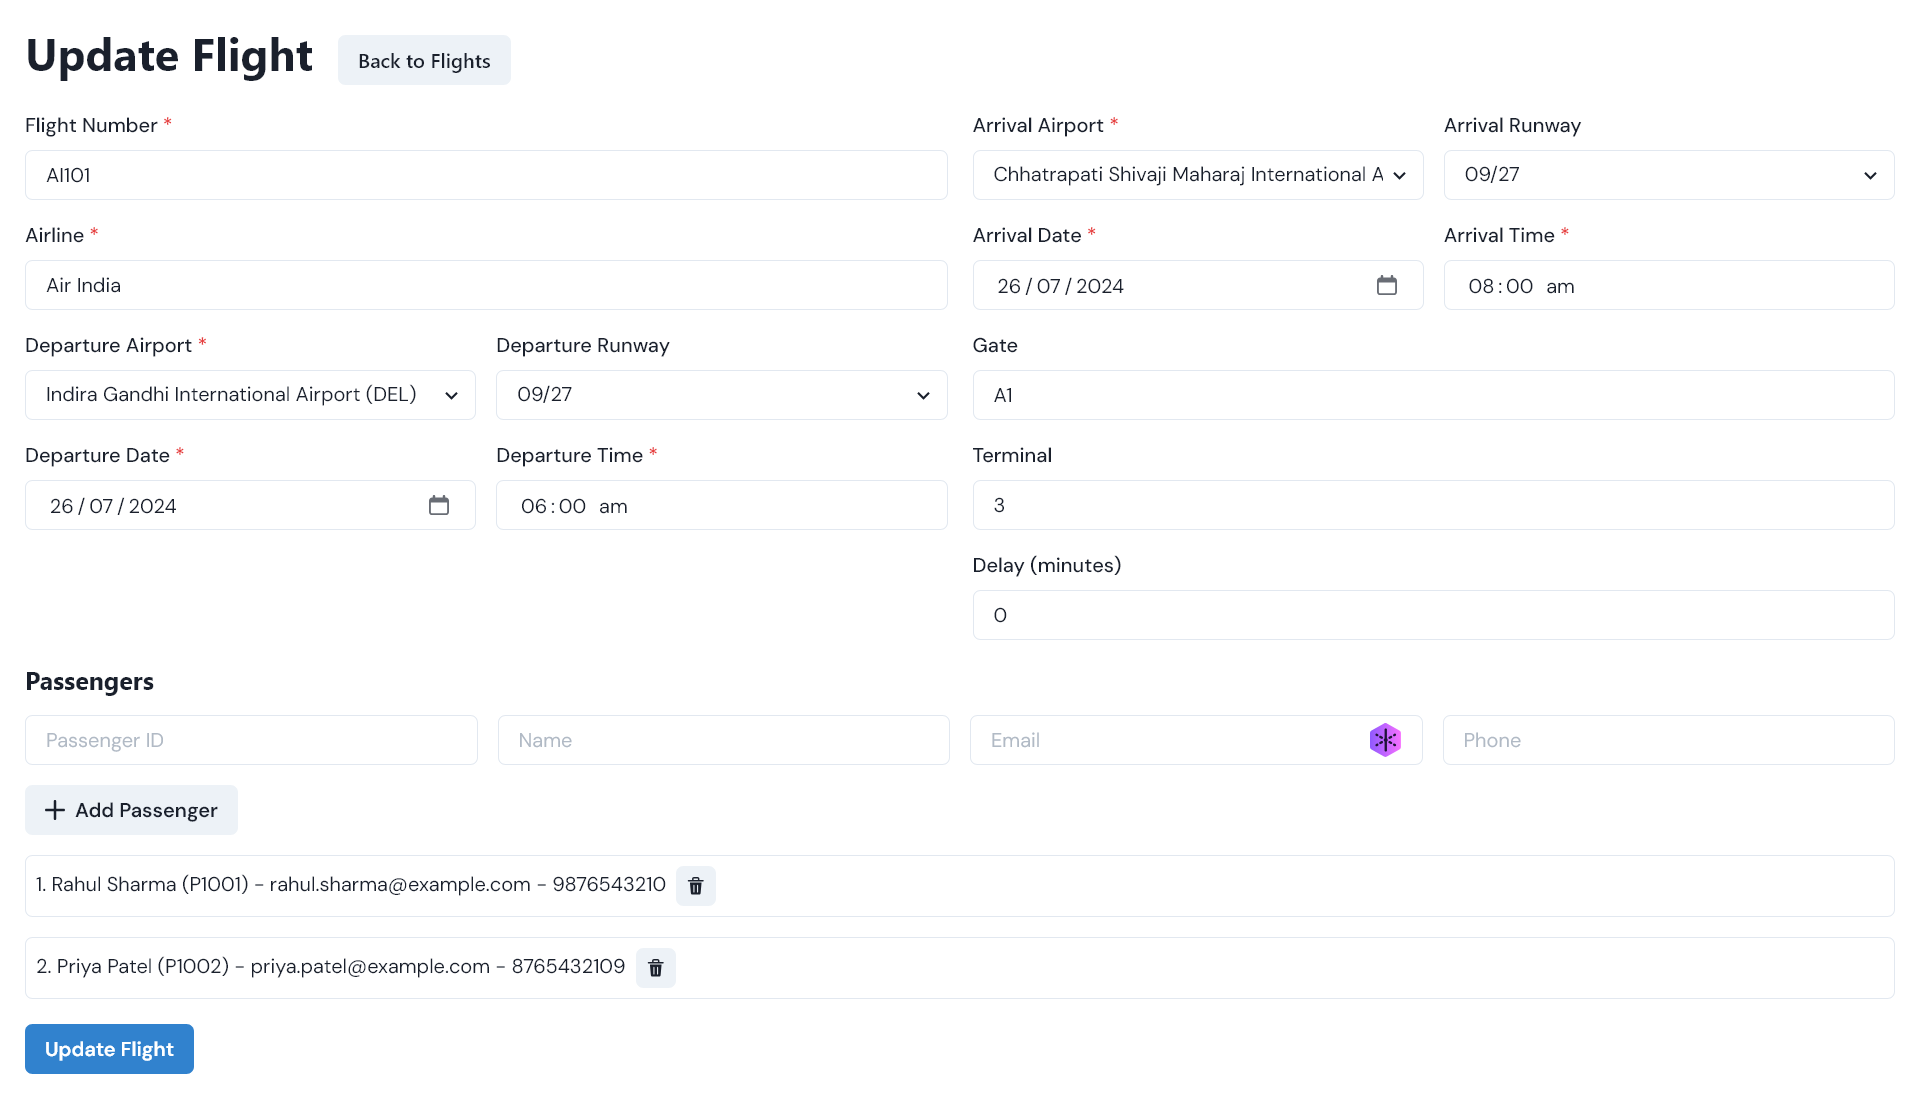 Update Flight
Back to Flights
Flight Number *
AI101
Airline *
Air India
Departure Airport *
Departure Runway
Indira Gandhi International Airport (DEL)
09/27
Departure Date *
Departure Time *
26 / 07 / 2024
06 : 00 am
Arrival Airport *
Arrival Runway
Chhatrapati Shivaji Maharaj International A
09/27
Arrival Date *
Arrival Time *
26 / 07 / 2024
08 : 00 am
Gate
A1
Terminal
3
Delay (minutes)
0
Passengers
Passenger ID
Name
Email
Phone
Add Passenger
1. Rahul Sharma (P1001) - rahul.sharma@example.com - 9876543210
2. Priya Patel (P1002) - priya.patel@example.com - 8765432109
Update Flight